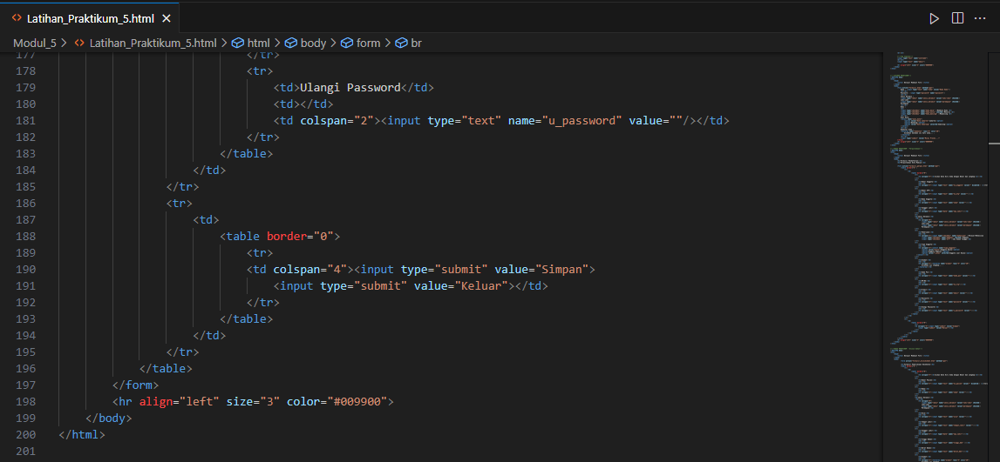 Latihan_Praktikum_5.html
Modul_5 > Latihan_Praktikum_5.html > html > body > form > br
177 </tr>
178 <tr>
179 <td>Ulangi Password</td>
180 <td></td>
181 <td colspan="2"><input type="text" name="u_password" value=""/></td>
182 </tr>
183 </table>
184 </td>
185 </tr>
186 <tr>
187 <td>
188 <table border="0">
189 <tr>
190 <td colspan="4"><input type="submit" value="Simpan">
191 <input type="submit" value="Keluar"></td>
192 </tr>
193 </table>
194 </td>
195 </tr>
196 </table>
197 </form>
198 <hr align="left" size="3" color="#009900">
199 </body>
200 </html>
201